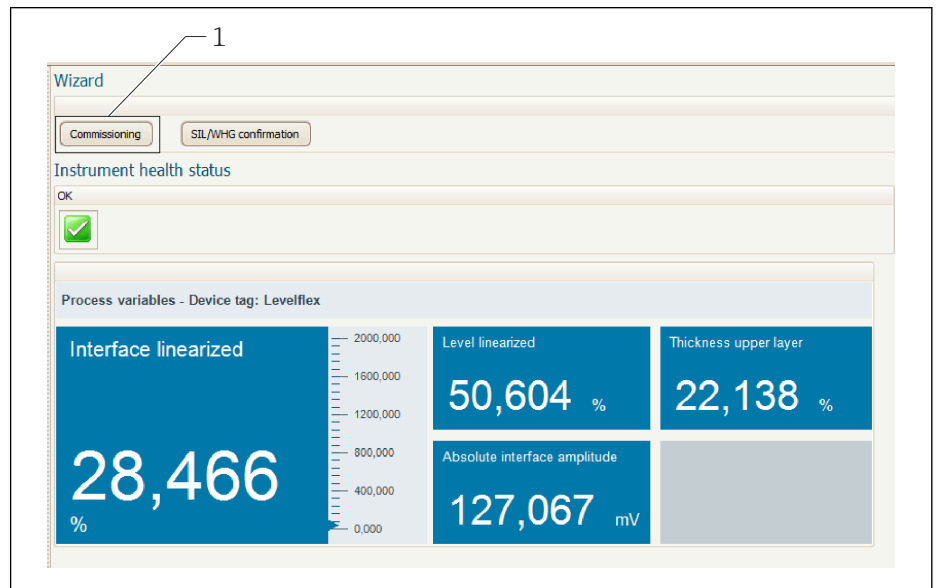 1
Wizard
Commissioning
SIL/WHG confirmation
Instrument health status
OK
Process variables - Device tag: Levelflex
Interface linearized
28,466
%
2000,000
1600,000
1200,000
800,000
400,000
0,000
Level linearized
50,604 %
Thickness upper layer
22,138 %
Absolute interface amplitude
127,067 mV